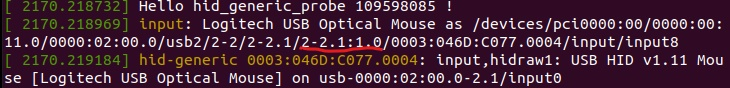 [ 2170.218732] Hello hid_generic_probe 109598085 !
[ 2170.218969] input: Logitech USB Optical Mouse as /devices/pci0000:00/0000:00:
11.0/0000:02:00.0/usb2/2-2/2-2.1/2-2.1:1.0/0003:046D:C077.0004/input/input8
[ 2170.219184] hid-generic 0003:046D:C077.0004: input,hidraw1: USB HID v1.11 Mou
se [Logitech USB Optical Mouse] on usb-0000:02:00.0-2.1/input0